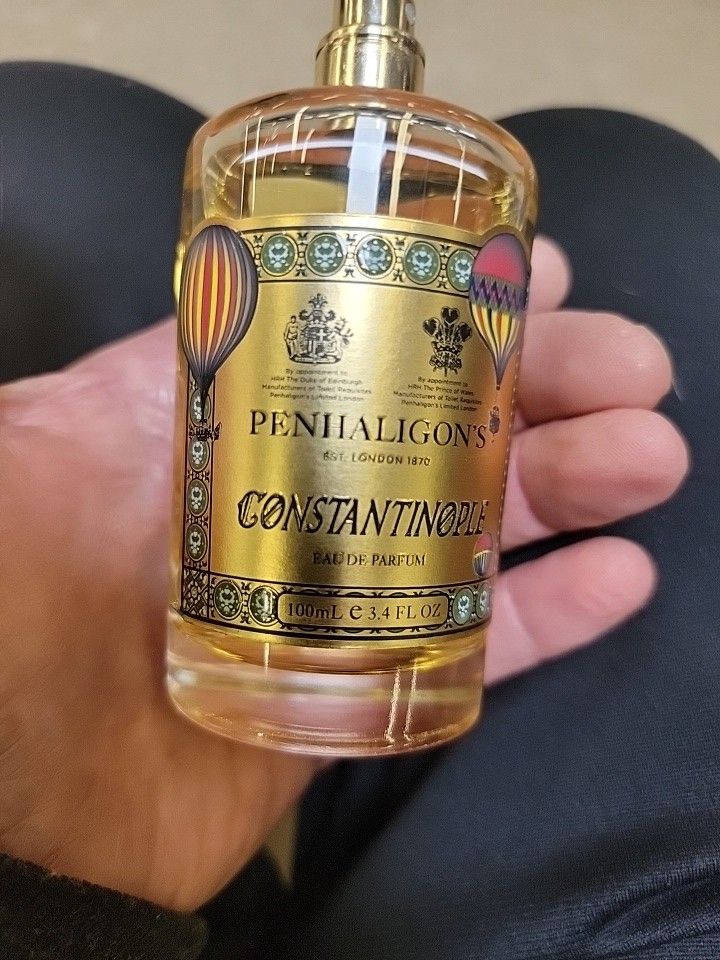 By appointment to
HRH The Duke of Edinburgh
Manufacturers of Toilet Requisites
Penhaligon's Limited London
By appointment to
HRH The Prince of Wales
Manufacturers of Toilet Requisites
Penhaligon's Limited London
PENHALIGON'S
EST. LONDON 1870
CONSTANTINOPLE
EAU DE PARFUM
100mL e 3.4 FL OZ